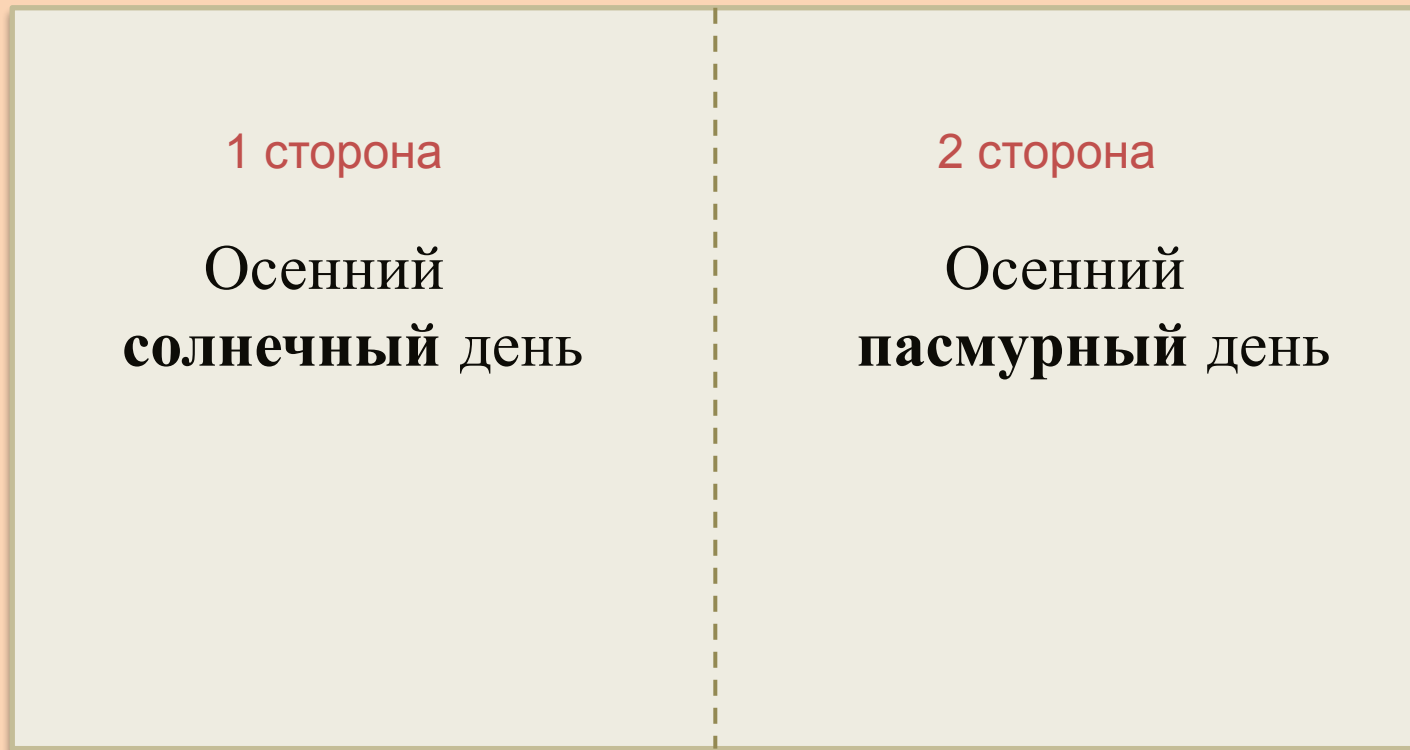 1 сторона
Осенний
солнечный день
2 сторона
Осенний
пасмурный день